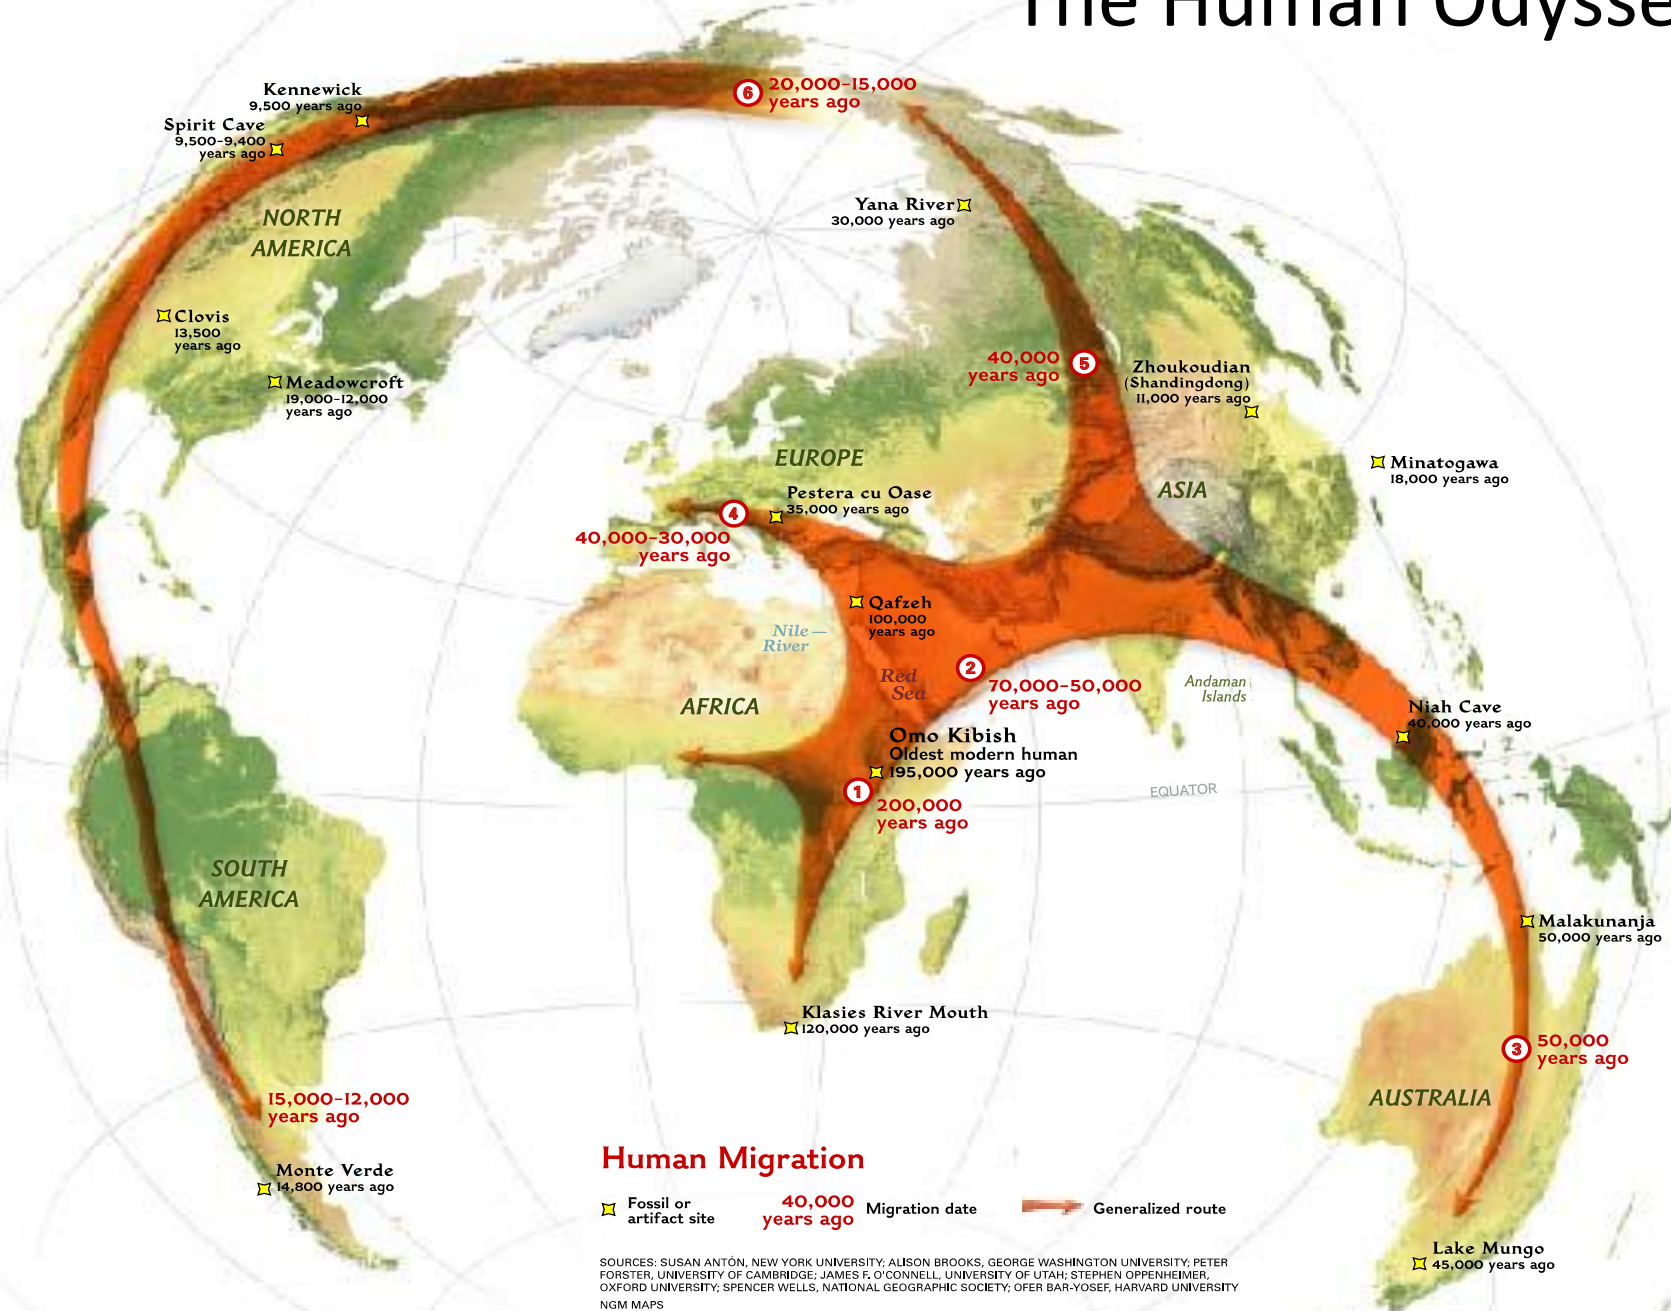 The Human Odysse
Kennewick
9,500 years ago
Spirit Cave
9,500-9,400
years ago
6
20,000-15,000
years ago
NORTH
AMERICA
Yana River
30,000 years ago
Clovis
13,500
years ago
Meadowcroft
19,000-12,000
years ago
40,000
years ago
5
Zhoukoudian
(Shandingdong)
11,000 years ago
EUROPE
Minatogawa
18,000 years ago
ASIA
Pestera cu Oase
35,000 years ago
4
40,000-30,000
years ago
Qafzeh
100,000
years ago
Nile
River
Red
Sea
2
70,000-50,000
years ago
Andaman
Islands
AFRICA
Niah Cave
40,000 years ago
Omo Kibish
Oldest modern human
195,000 years ago
1
200,000
years ago
EQUATOR
SOUTH
AMERICA
Malakunanja
50,000 years ago
Klasies River Mouth
120,000 years ago
3
50,000
years ago
AUSTRALIA
15,000-12,000
years ago
Monte Verde
14,800 years ago
Human Migration
Fossil or
artifact site
40,000
years ago
Migration date
Generalized route
Lake Mungo
45,000 years ago
SOURCES: SUSAN ANTÓN, NEW YORK UNIVERSITY; ALISON BROOKS, GEORGE WASHINGTON UNIVERSITY; PETER
FORSTER, UNIVERSITY OF CAMBRIDGE; JAMES F. O'CONNELL, UNIVERSITY OF UTAH; STEPHEN OPPENHEIMER,
OXFORD UNIVERSITY; SPENCER WELLS, NATIONAL GEOGRAPHIC SOCIETY; OFER BAR-YOSEF, HARVARD UNIVERSITY
NGM MAPS